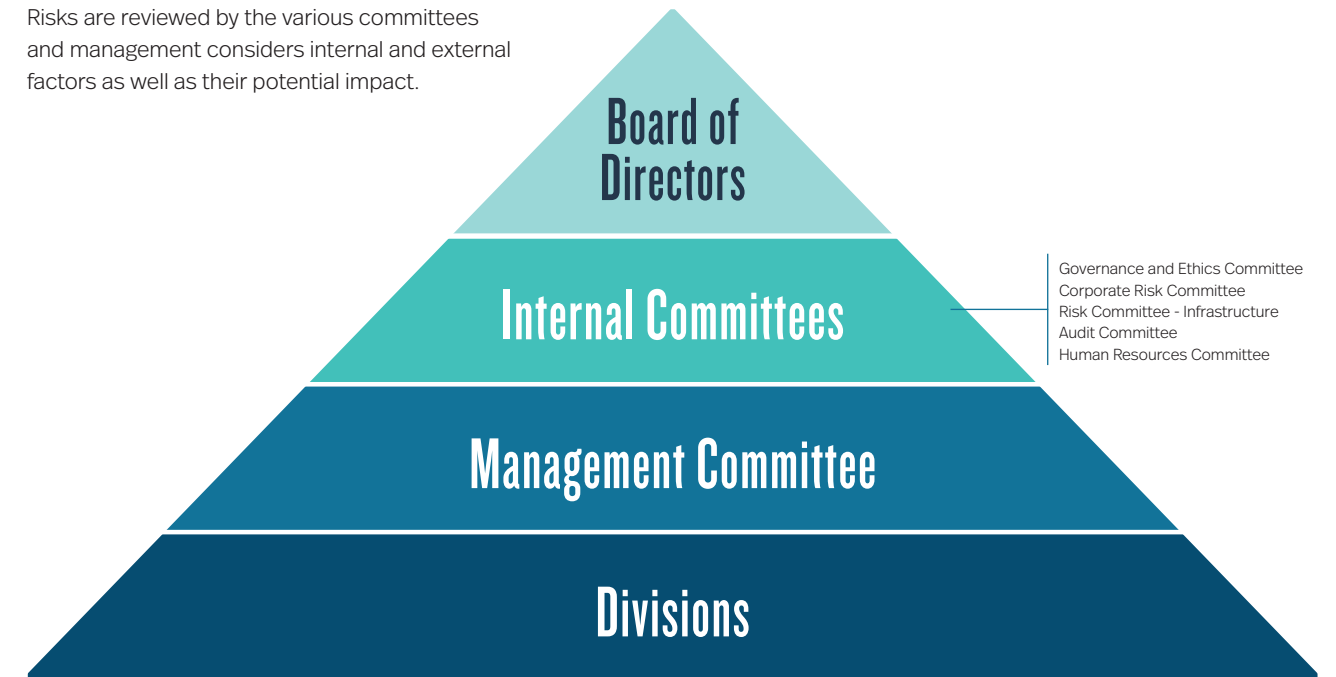 Risks are reviewed by the various committees
and management considers internal and external
factors as well as their potential impact.
Board of
Directors
Internal Committees
Governance and Ethics Committee
Corporate Risk Committee
Risk Committee - Infrastructure
Audit Committee
Human Resources Committee
Management Committee
Divisions